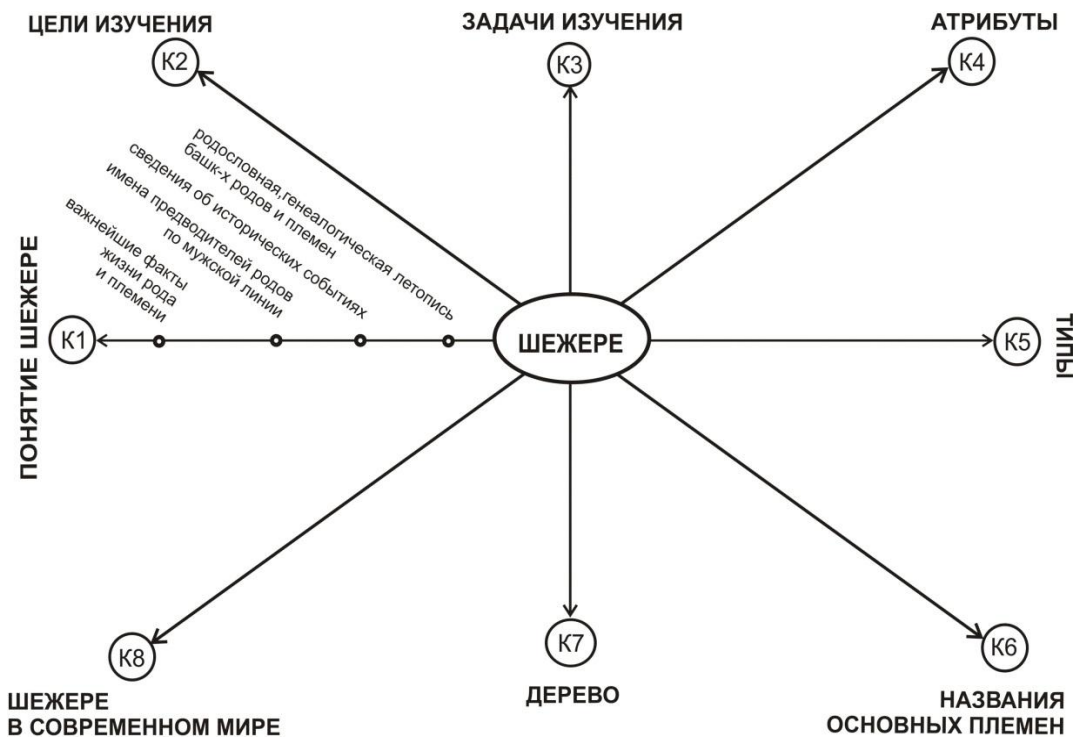 ЦЕЛИ ИЗУЧЕНИЯ
К2
ЗАДАЧИ ИЗУЧЕНИЯ
К3
АТРИБУТЫ
К4
родословная,генеалогическая летопись
башк-х родов и племен
сведения об исторических событиях
имена предводителей родов
по мужской линии
важнейшие факты
жизни рода
и племени
ПОНЯТИЕ ШЕЖЕРЕ
К1
ШЕЖЕРЕ
К5
ТИПЫ
К8
ШЕЖЕРЕ
В СОВРЕМЕННОМ МИРЕ
К7
ДЕРЕВО
К6
НАЗВАНИЯ
ОСНОВНЫХ ПЛЕМЕН